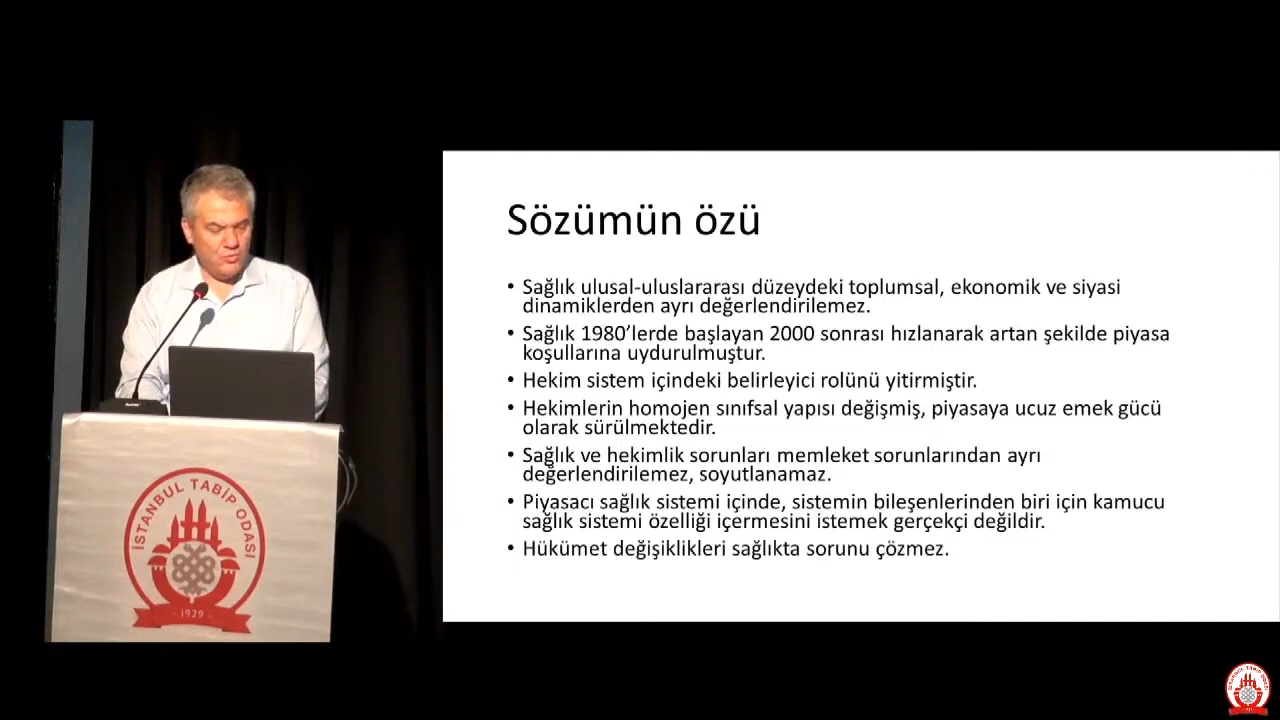 Sözümün özü
• Sağlık ulusal-uluslararası düzeydeki toplumsal, ekonomik ve siyasi
dinamiklerden ayrı değerlendirilemez.
• Sağlık 1980’lerde başlayan 2000 sonrası hızlanarak artan şekilde piyasa
koşullarına uydurulmuştur.
• Hekim sistem içindeki belirleyici rolünü yitirmiştir.
• Hekimlerin homojen sınıfsal yapısı değişmiş, piyasaya ucuz emek gücü
olarak sürülmektedir.
• Sağlık ve hekimlik sorunları memleket sorunlarından ayrı
değerlendirilemez, soyutlanamaz.
• Piyasacı sağlık sistemi içinde, sistemin bileşenlerinden biri için kamucu
sağlık sistemi özelliği içermesini istemek gerçekçi değildir.
• Hükümet değişiklikleri sağlıkta sorunu çözmez.
İSTANBUL TABİP ODASI
- 1929 -
İSTANBUL TABİP ODASI